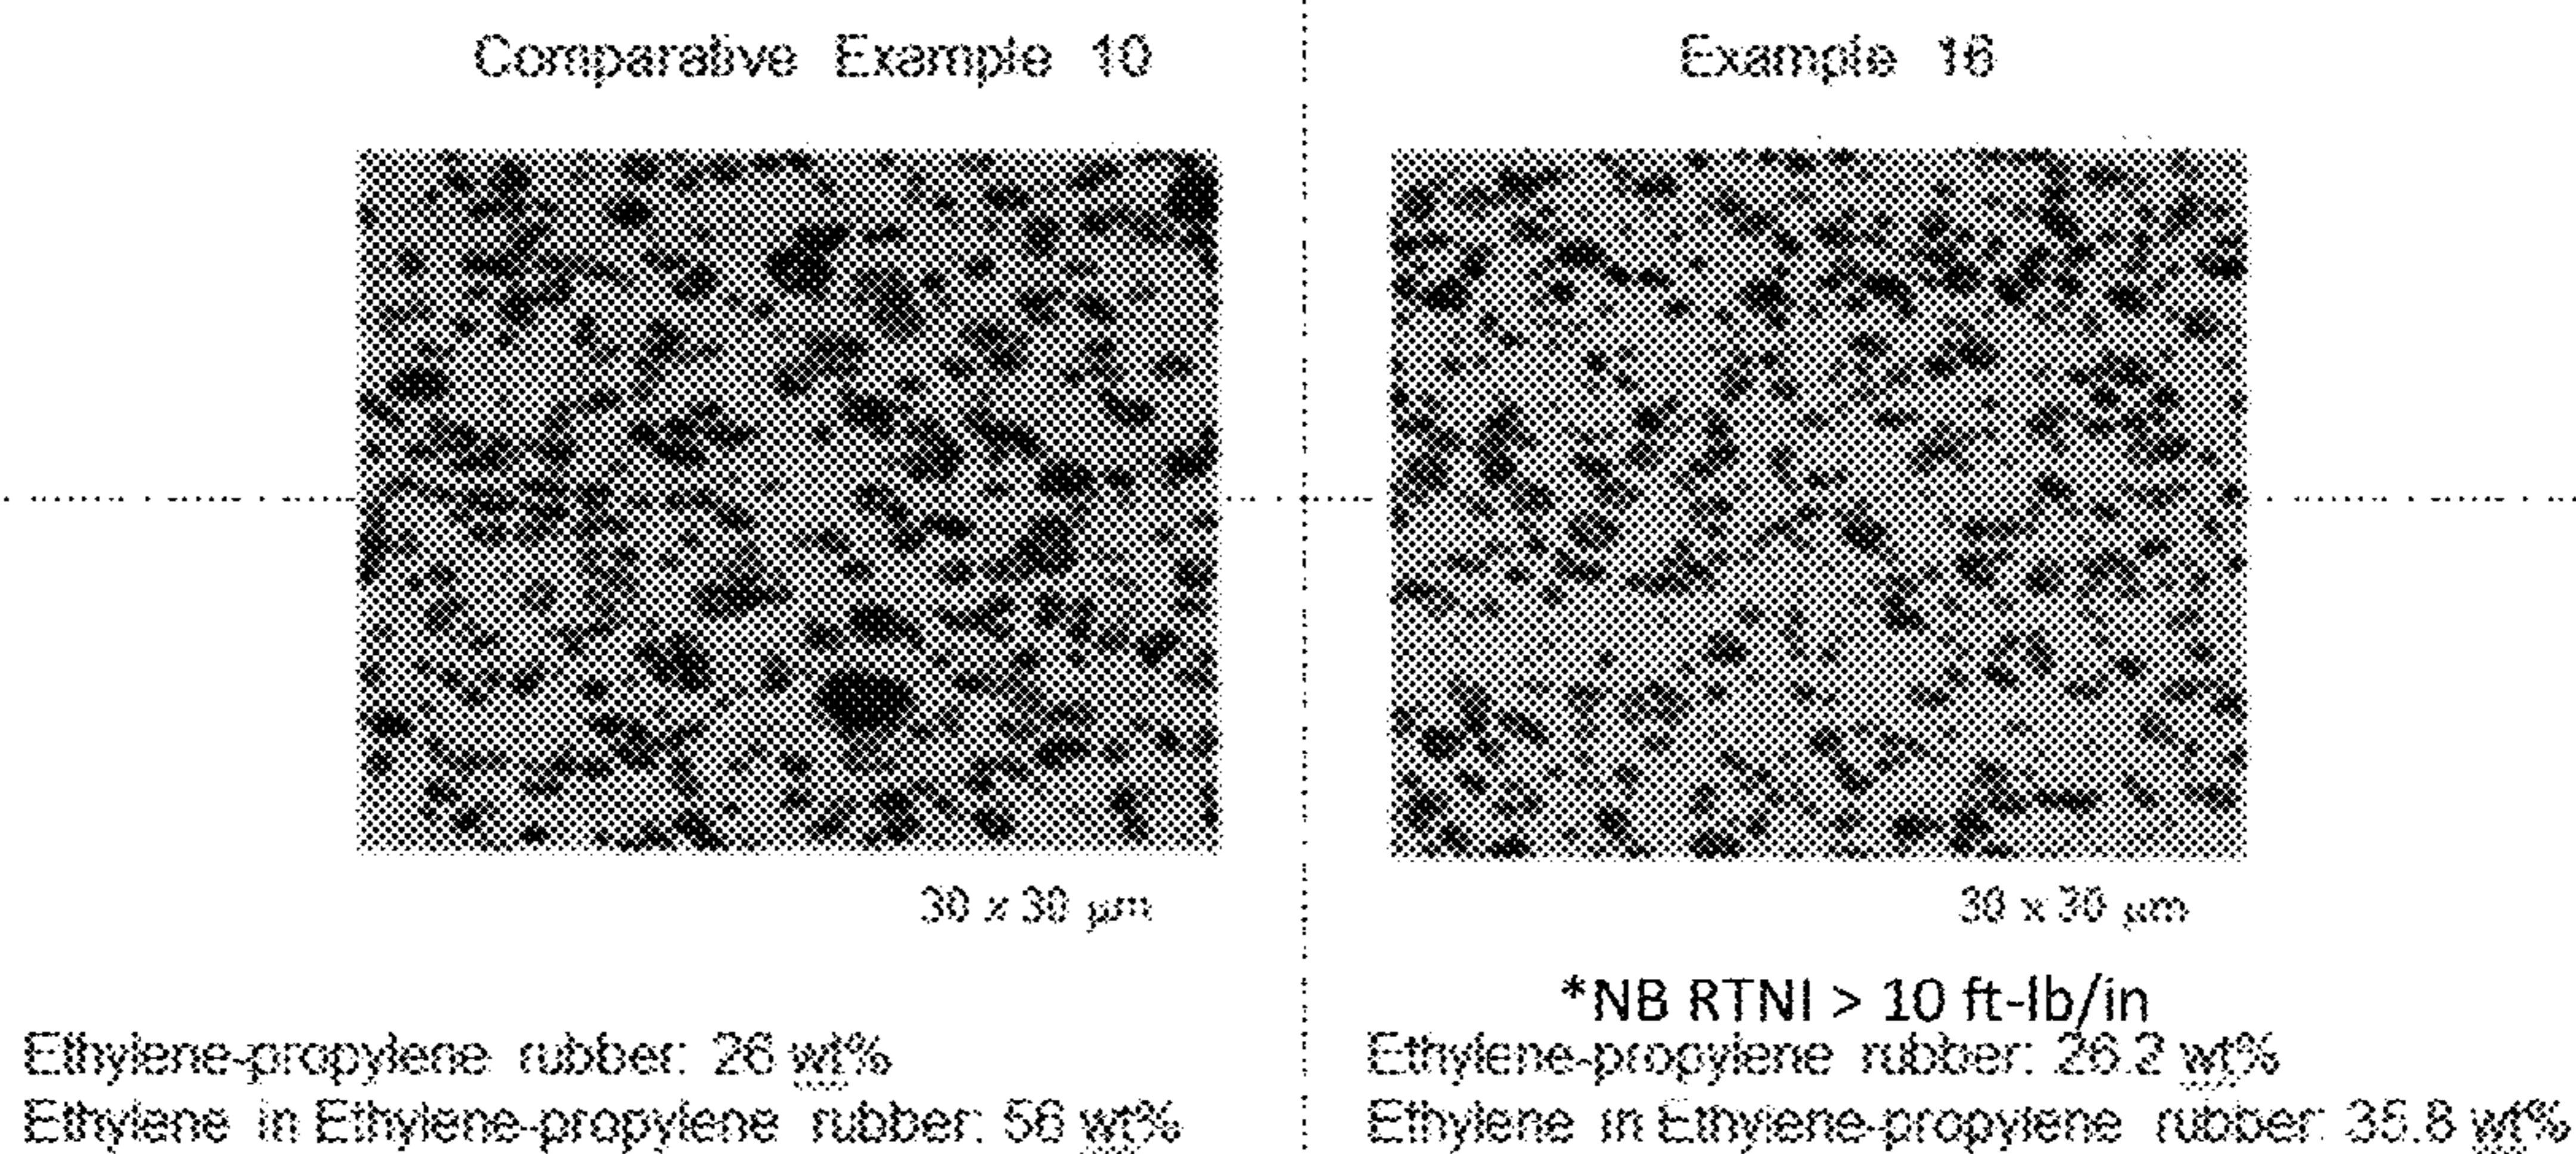 Comparative Example 10
Example 16
30 x 30 μm
30 x 30 μm
*NB RTNI > 10 ft-lb/in
Ethylene-propylene rubber: 26 wt%
Ethylene in Ethylene-propylene rubber: 56 wt%
Ethylene-propylene rubber: 26.2 wt%
Ethylene in Ethylene-propylene rubber: 35.8 wt%